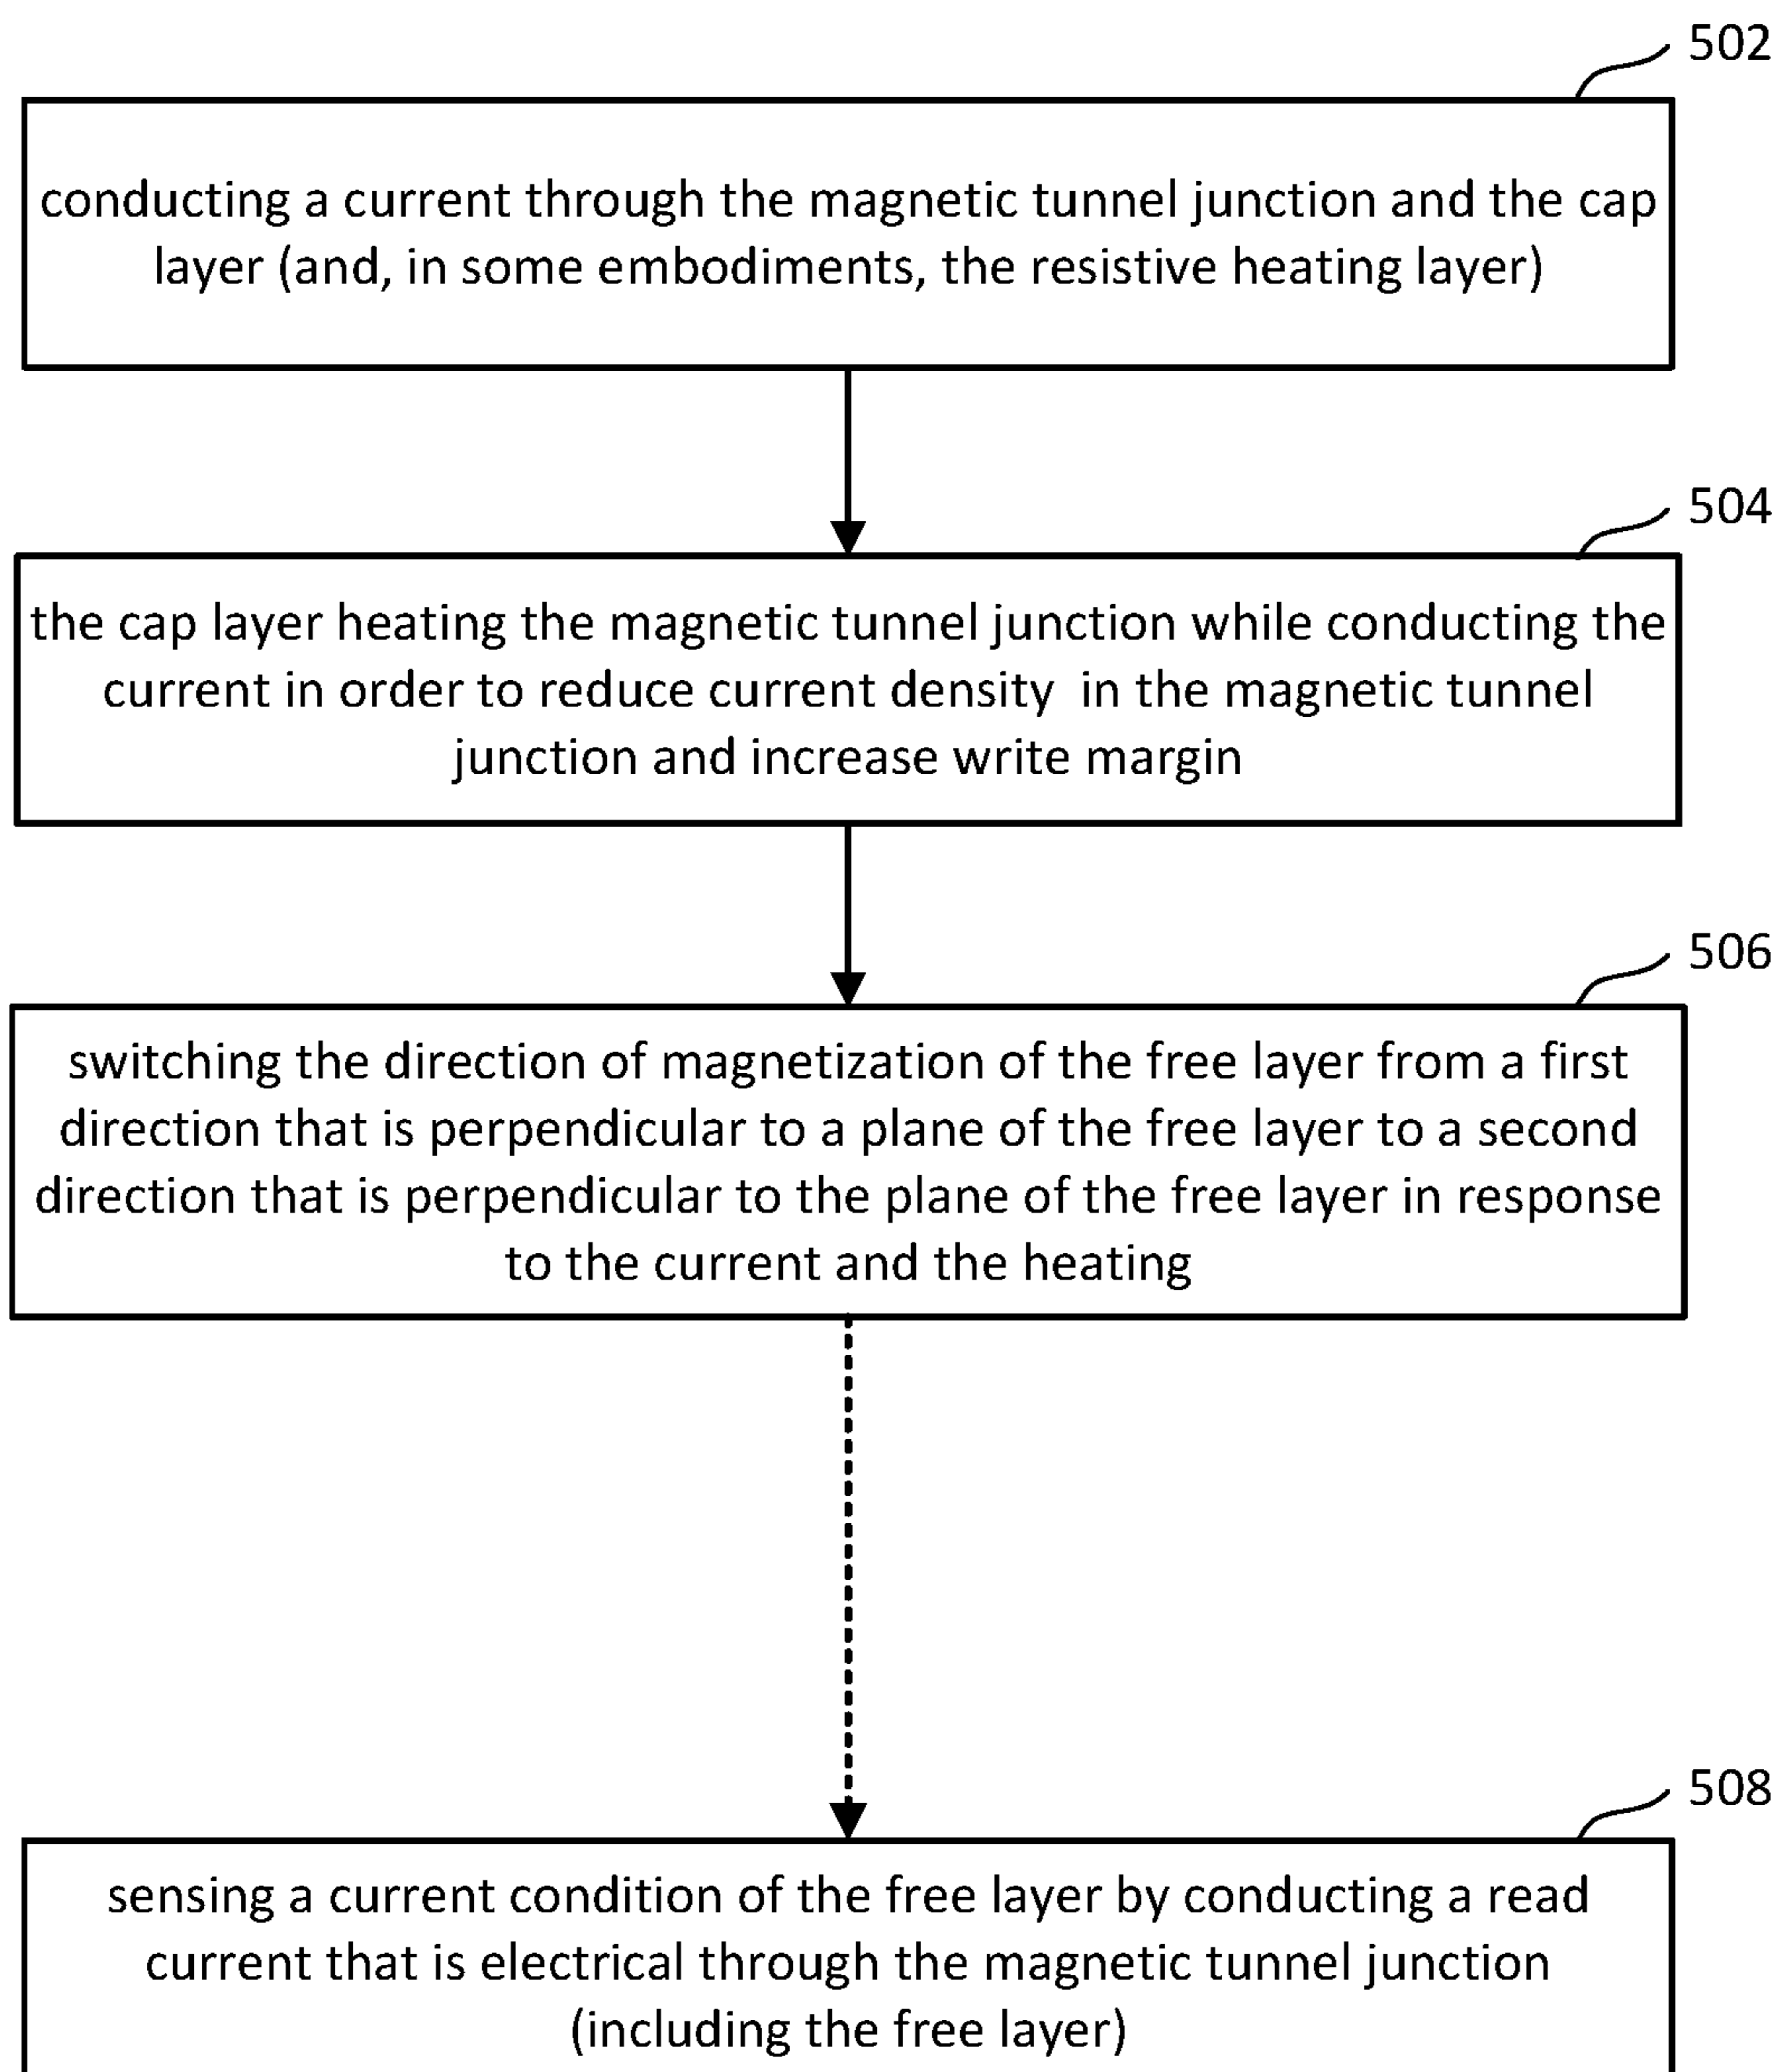 502
conducting a current through the magnetic tunnel junction and the cap
layer (and, in some embodiments, the resistive heating layer)
504
the cap layer heating the magnetic tunnel junction while conducting the
current in order to reduce current density in the magnetic tunnel
junction and increase write margin
506
switching the direction of magnetization of the free layer from a first
direction that is perpendicular to a plane of the free layer to a second
direction that is perpendicular to the plane of the free layer in response
to the current and the heating
508
sensing a current condition of the free layer by conducting a read
current that is electrical through the magnetic tunnel junction
(including the free layer)